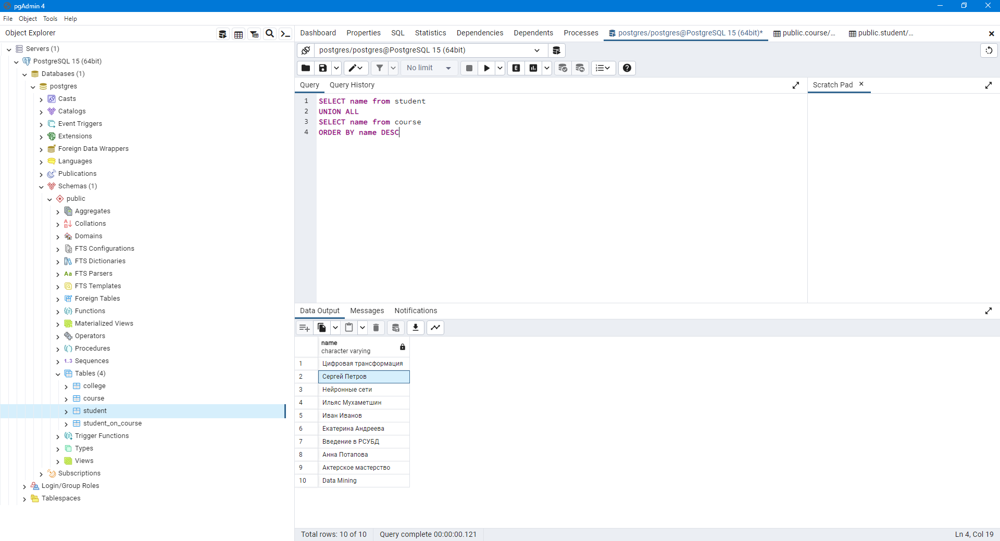 pgAdmin 4
File Object Tools Help
Object Explorer
Servers (1)
PostgreSQL 15 (64bit)
Databases (1)
postgres
Casts
Catalogs
Event Triggers
Extensions
Foreign Data Wrappers
Languages
Publications
Schemas (1)
public
Aggregates
Collations
Domains
FTS Configurations
FTS Dictionaries
Aa FTS Parsers
FTS Templates
Foreign Tables
Functions
Materialized Views
Operators
Procedures
1..3 Sequences
Tables (4)
college
course
student
student_on_course
Trigger Functions
Types
Views
Subscriptions
Login/Group Roles
Tablespaces
Dashboard Properties SQL Statistics Dependencies Dependents Processes postgres/postgres@PostgreSQL 15 (64bit)* public.course/... public.student/...
postgres/postgres@PostgreSQL 15 (64bit)
No limit E
Query Query History
Scratch Pad
1 SELECT name from student
2 UNION ALL
3 SELECT name from course
4 ORDER BY name DESC
Data Output Messages Notifications
name
character varying
1 Цифровая трансформация
2 Сергей Петров
3 Нейронные сети
4 Ильяс Мухаметшин
5 Иван Иванов
6 Екатерина Андреева
7 Введение в РСУБД
8 Анна Потапова
9 Актерское мастерство
10 Data Mining
Total rows: 10 of 10 Query complete 00:00:00.121 Ln 4, Col 19